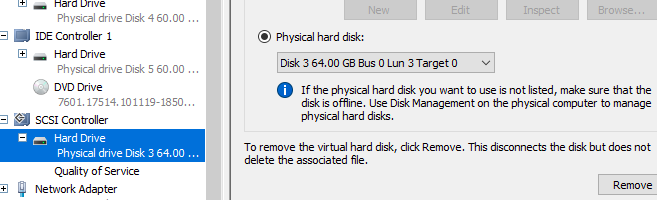 Hard Drive
Physical drive Disk 4 60.00 ...
IDE Controller 1
Hard Drive
Physical drive Disk 5 60.00 ...
DVD Drive
7601.17514.101119-1850...
SCSI Controller
Hard Drive
Physical drive Disk 3 64.00 ...
Quality of Service
Network Adapter
New
Edit
Inspect
Browse...
Physical hard disk:
Disk 3 64.00 GB Bus 0 Lun 3 Target 0
If the physical hard disk you want to use is not listed, make sure that the
disk is offline. Use Disk Management on the physical computer to manage
physical hard disks.
To remove the virtual hard disk, click Remove. This disconnects the disk but does not
delete the associated file.
Remove